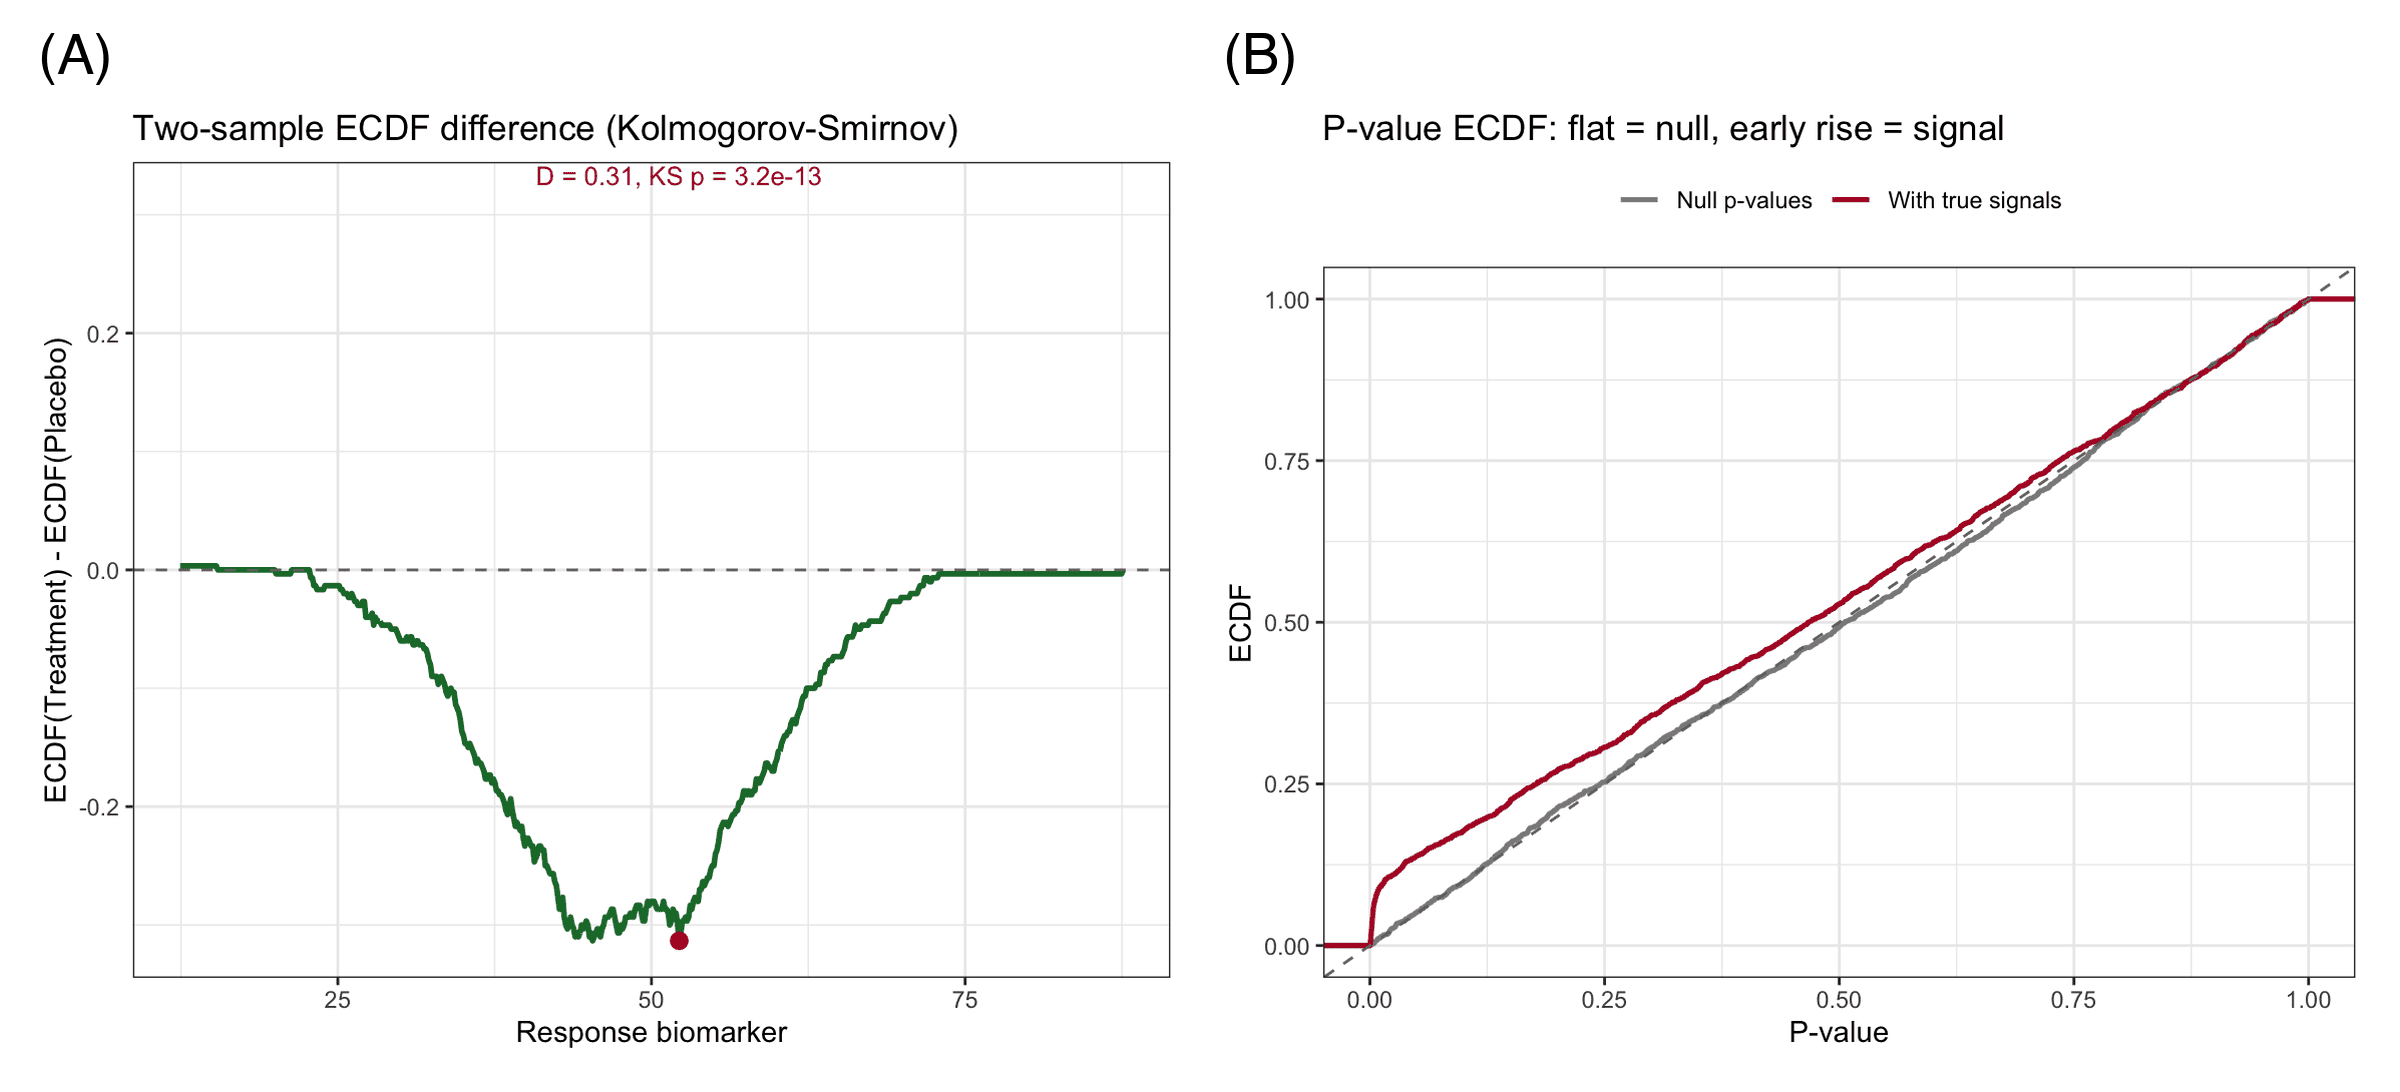 (A)
Two-sample ECDF difference (Kolmogorov-Smirnov)
D = 0.31, KS p = 3.2e-13
ECDF(Treatment) - ECDF(Placebo)
0.2
0.0
-0.2
25
50
75
Response biomarker
(B)
P-value ECDF: flat = null, early rise = signal
Null p-values
With true signals
ECDF
1.00
0.75
0.50
0.25
0.00
0.00
0.25
0.50
0.75
1.00
P-value